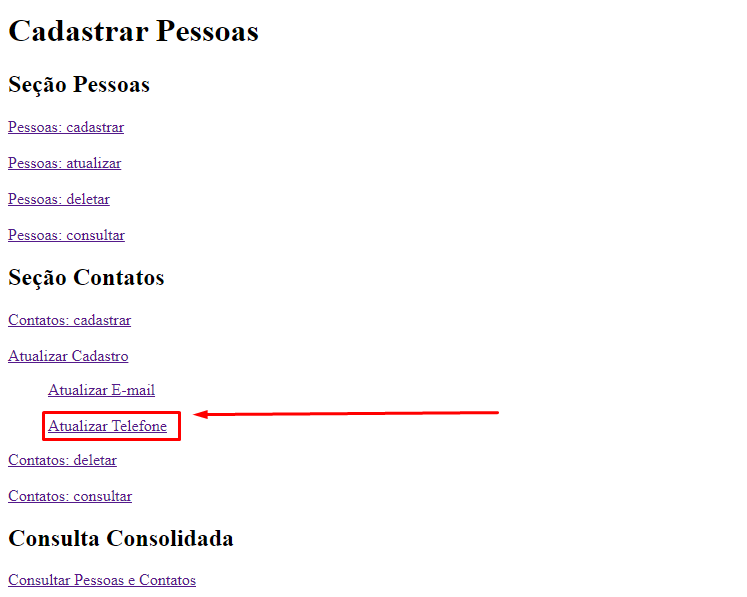 Cadastrar Pessoas
Seção Pessoas
Pessoas: cadastrar
Pessoas: atualizar
Pessoas: deletar
Pessoas: consultar
Seção Contatos
Contatos: cadastrar
Atualizar Cadastro
Atualizar E-mail
Atualizar Telefone
Contatos: deletar
Contatos: consultar
Consulta Consolidada
Consultar Pessoas e Contatos